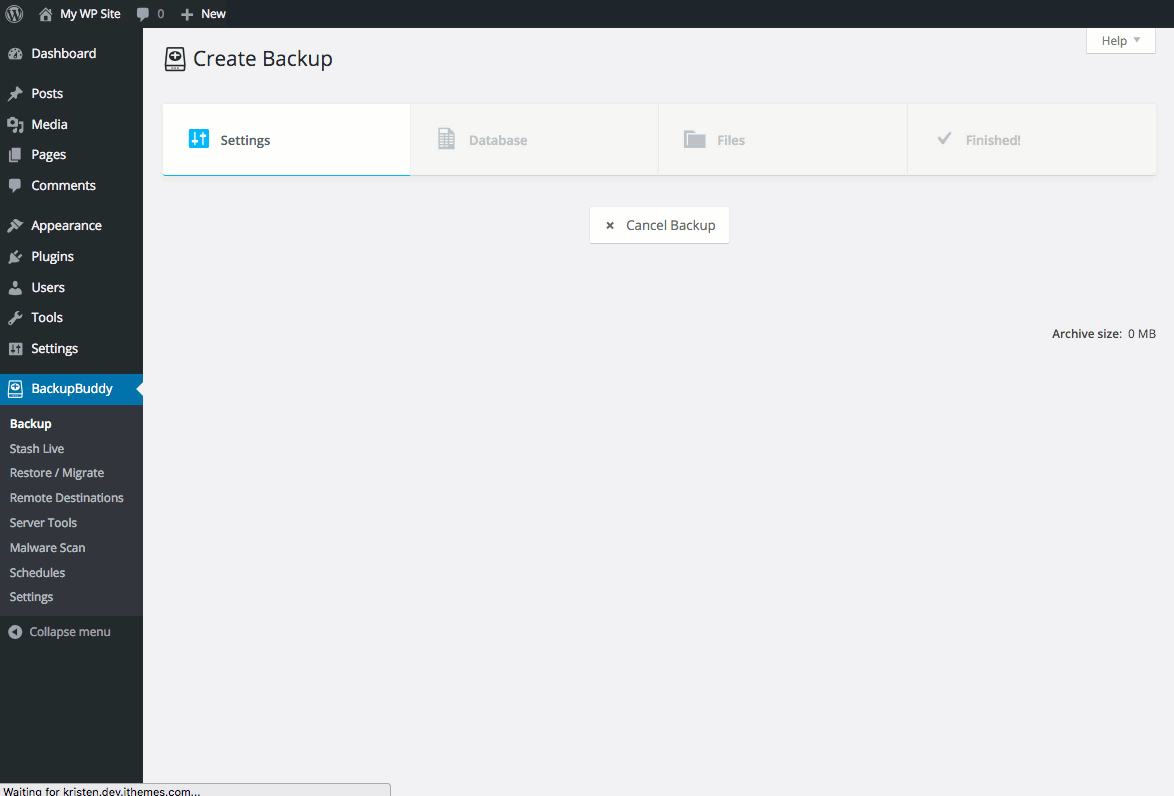 My WP Site 0 New
Dashboard
Posts
Media
Pages
Comments
Appearance
Plugins
Users
Tools
Settings
BackupBuddy
Backup
Stash Live
Restore / Migrate
Remote Destinations
Server Tools
Malware Scan
Schedules
Settings
Collapse menu
Help
Create Backup
Settings
Database
Files
Finished!
Cancel Backup
Archive size: 0 MB
Waiting for kristen.dev.ithemes.com...